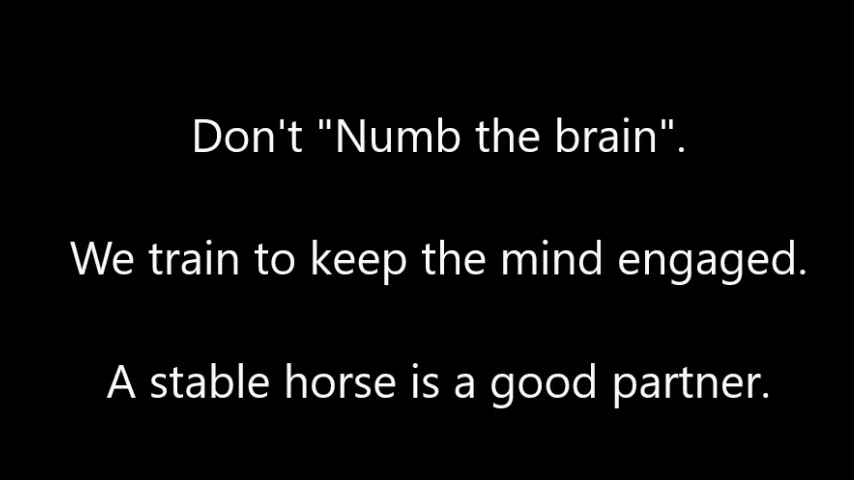 Don't "Numb the brain".
We train to keep the mind engaged.
A stable horse is a good partner.